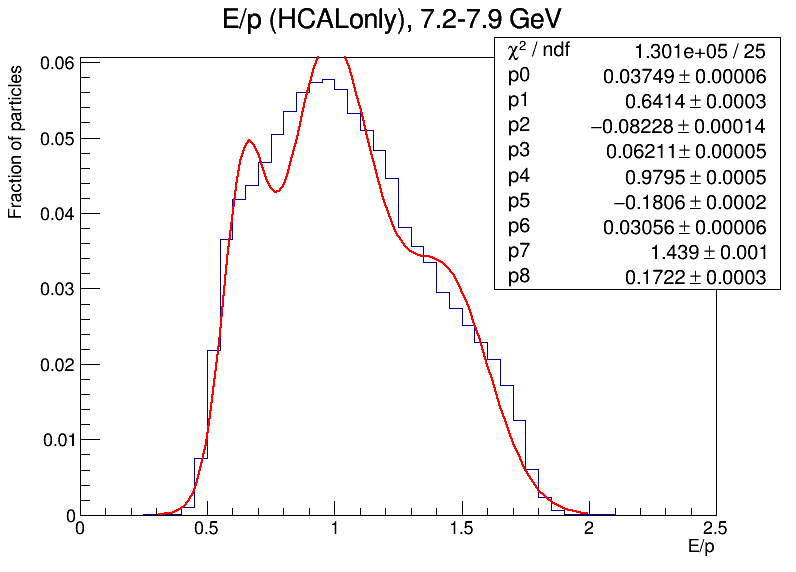 E/p (HCALonly), 7.2-7.9 GeV
χ² / ndf 1.301e+05 / 25
p0 0.03749 ± 0.00006
p1 0.6414 ± 0.0003
p2 −0.08228 ± 0.00014
p3 0.06211 ± 0.00005
p4 0.9795 ± 0.0005
p5 −0.1806 ± 0.0002
p6 0.03056 ± 0.00006
p7 1.439 ± 0.001
p8 0.1722 ± 0.0003
Fraction of particles
0.06
0.05
0.04
0.03
0.02
0.01
0
0 0.5 1 1.5 2 2.5
E/p